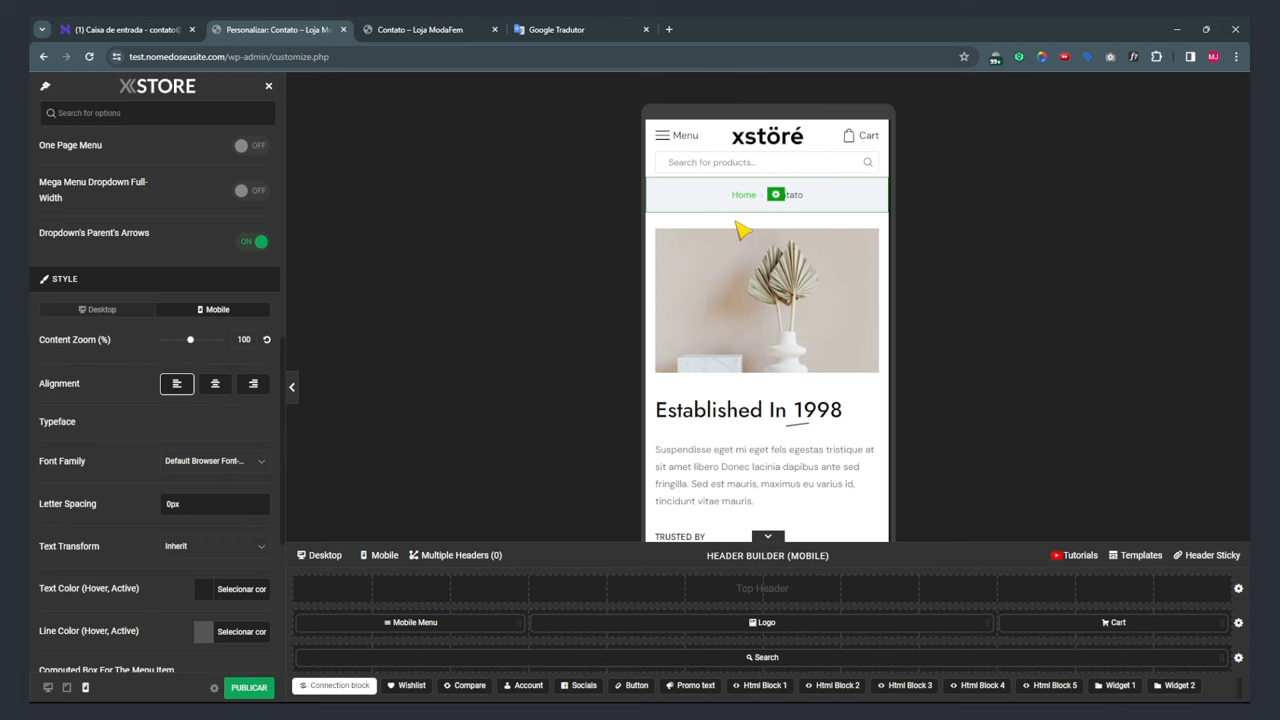 (1) Caixa de entrada - contato@
Personalizar: Contato – Loja Mo
Contato – Loja ModaFem
Google Tradutor
test.nomedoseusite.com/wp-admin/customize.php
99+
f?
MJ
XSTORE
Search for options
One Page Menu
OFF
Mega Menu Dropdown Full-
Width
OFF
Dropdown's Parent's Arrows
ON
STYLE
Desktop
Mobile
Content Zoom (%)
100
Alignment
Typeface
Font Family
Default Browser Font-...
Letter Spacing
0px
Text Transform
Inherit
Text Color (Hover, Active)
Selecionar cor
Line Color (Hover, Active)
Selecionar cor
Computed Box For The Menu Item
PUBLICAR
Menu
xstöré
Cart
Search for products...
Home
tato
Established In 1998
Suspendisse eget mi eget fels egestas tristique at
sit amet libero Donec lacinia dapibus ante sed
fringilla. Sed est mauris, maximus eu varius id,
tincidunt vitae mauris.
TRUSTED BY
Desktop
Mobile
Multiple Headers (0)
HEADER BUILDER (MOBILE)
Tutorials
Templates
Header Sticky
Top Header
Mobile Menu
Logo
Cart
Search
Connection block
Wishlist
Compare
Account
Socials
Button
Promo text
Html Block 1
Html Block 2
Html Block 3
Html Block 4
Html Block 5
Widget 1
Widget 2